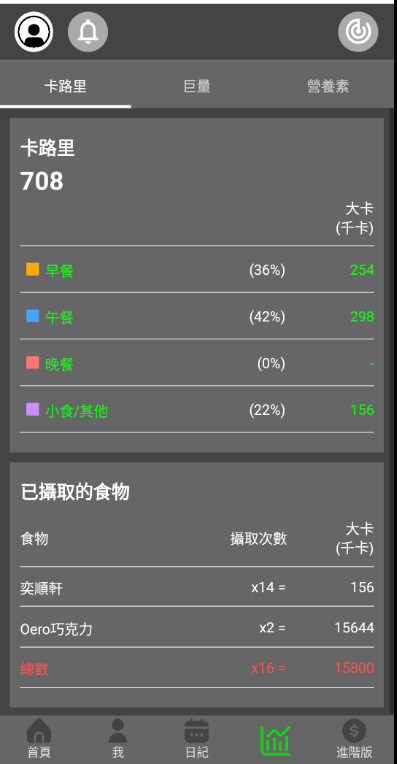 卡路里 巨量 營養素
卡路里
708
大卡
(千卡)
早餐 (36%) 254
午餐 (42%) 298
晚餐 (0%) -
小食/其他 (22%) 156
已攝取的食物
食物 攝取次數 大卡
(千卡)
奕順軒 x14 = 156
Oero巧克力 x2 = 15644
總數 x16 = 15800
首頁 我 日記 進階版